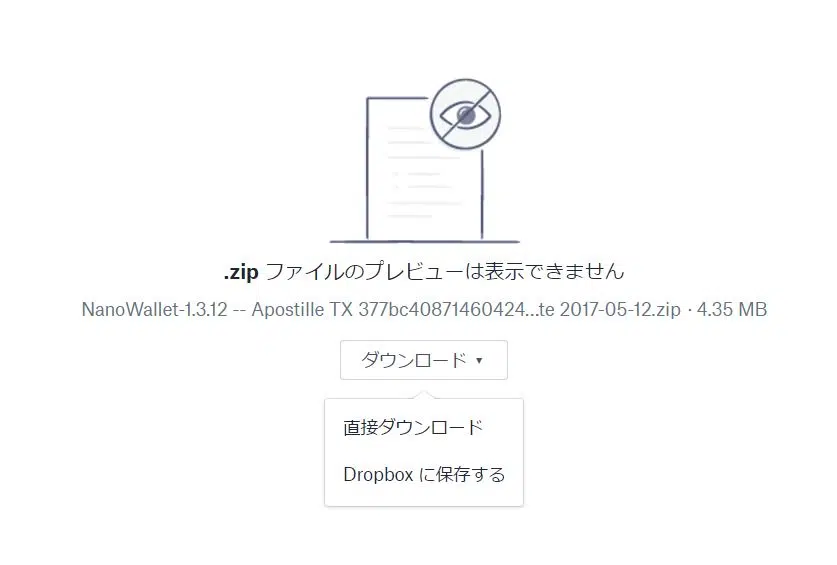 .zip ファイルのプレビューは表示できません
NanoWallet-1.3.12 -- Apostille TX 377bc40871460424...te 2017-05-12.zip · 4.35 MB
ダウンロード ▾
直接ダウンロード
Dropbox に保存する